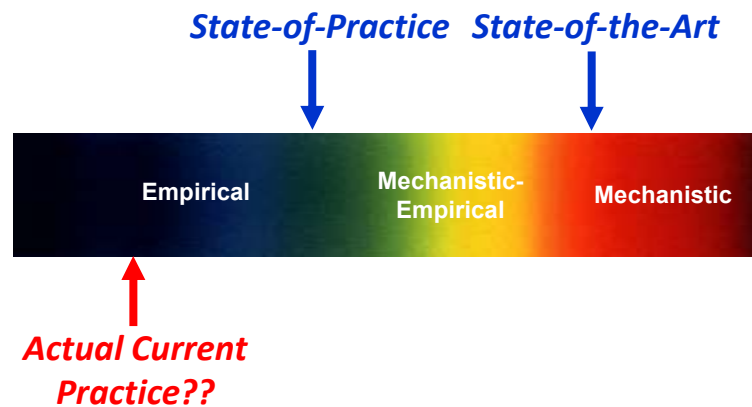 State-of-Practice State-of-the-Art
Empirical
Mechanistic-
Empirical
Mechanistic
Actual Current
Practice??